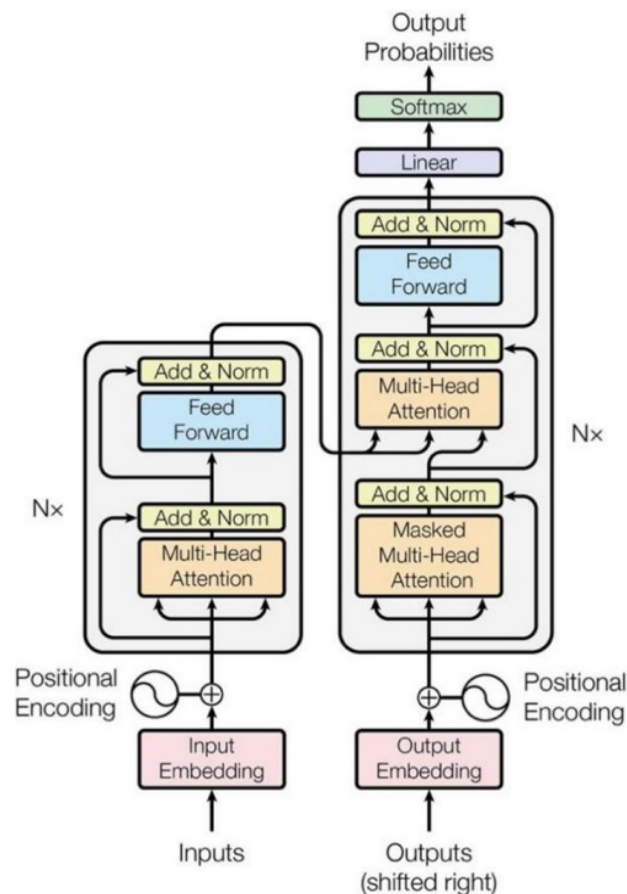 Output
Probabilities
Softmax
Linear
Add & Norm
Feed
Forward
Add & Norm
Multi-Head
Attention
Nx
Add & Norm
Masked
Multi-Head
Attention
Add & Norm
Feed
Forward
Nx
Add & Norm
Multi-Head
Attention
Positional
Encoding
Positional
Encoding
Input
Embedding
Output
Embedding
Inputs
Outputs
(shifted right)